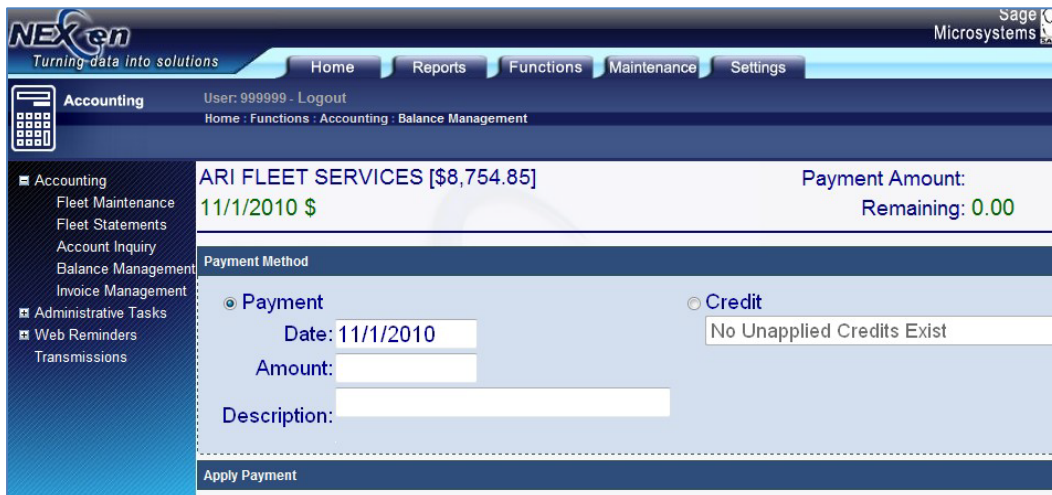 NEXen
Turning data into solutions
Sage
Microsystems
Home Reports Functions Maintenance Settings
Accounting
User: 999999 - Logout
Home : Functions : Accounting : Balance Management
Accounting
Fleet Maintenance
Fleet Statements
Account Inquiry
Balance Management
Invoice Management
Administrative Tasks
Web Reminders
Transmissions
ARI FLEET SERVICES [$8,754.85]
Payment Amount:
11/1/2010 $
Remaining: 0.00
Payment Method
Payment
Credit
Date: 11/1/2010
No Unapplied Credits Exist
Amount:
Description:
Apply Payment